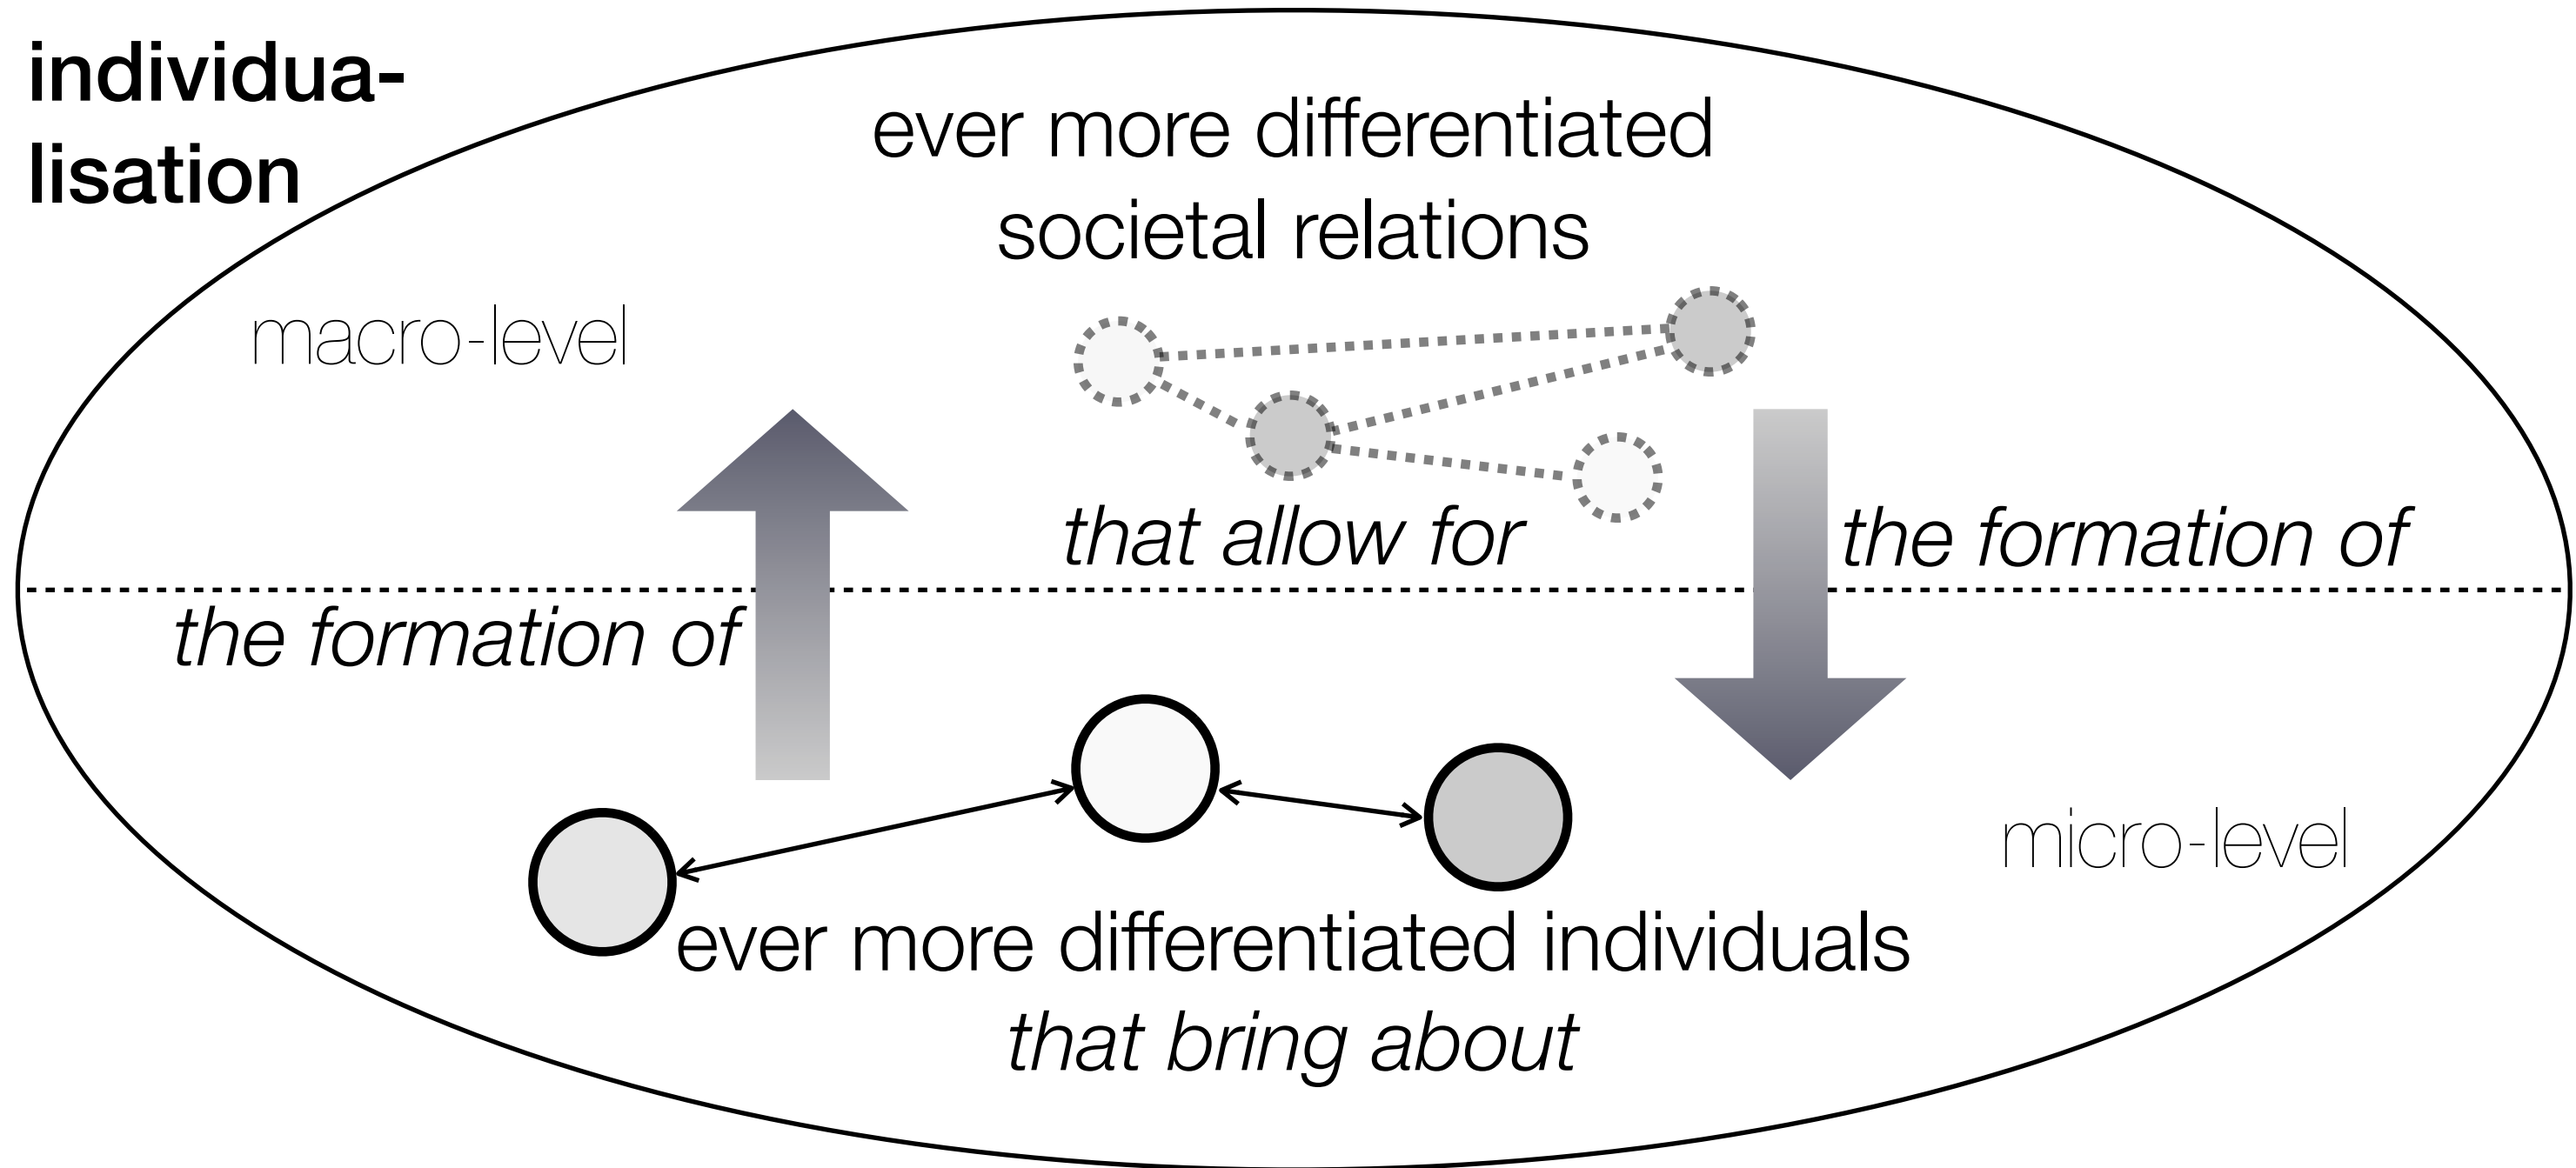 individua-
lisation
ever more differentiated
societal relations
macro-level
that allow for
the formation of
the formation of
micro-level
ever more differentiated individuals
that bring about